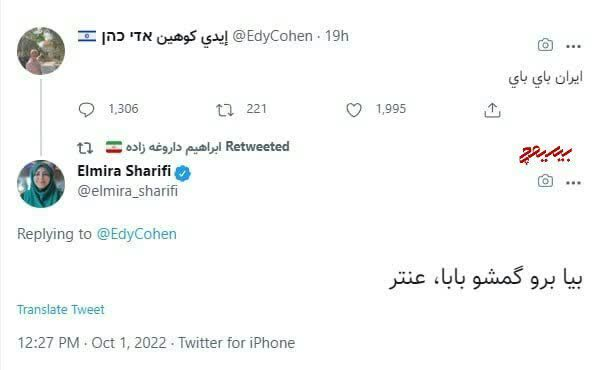 إيدي كوهين אדי כהן 🇮🇱 @EdyCohen · 19h
ايران باي باي
1,306 221 1,995
ابراهیم داروغه زاده 🇮🇷 Retweeted
Elmira Sharifi
@elmira_sharifi
Replying to @EdyCohen
بیا برو گمشو بابا، عنتر
Translate Tweet
12:27 PM · Oct 1, 2022 · Twitter for iPhone